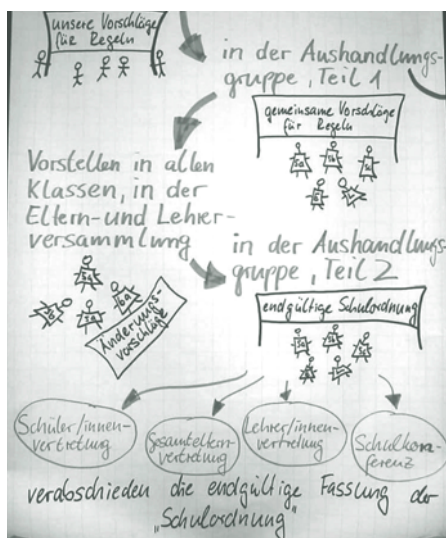 unsere Vorschläge
für Regeln
in der Aushandlungs-
gruppe, Teil 1
gemeinsame Vorschläge
für Regeln
Vorstellen in allen
Klassen, in der
Eltern- und Lehrer-
versammlung
in der Aushandlungs-
gruppe, Teil 2
Änderungs-
vorschläge
endgültige Schulordnung
Schüler/innen-
vertretung
Gesamteltern
vertretung
Lehrer/innen-
vertretung
Schulkon-
ferenz
verabschieden die endgültige Fassung der
„Schulordnung"